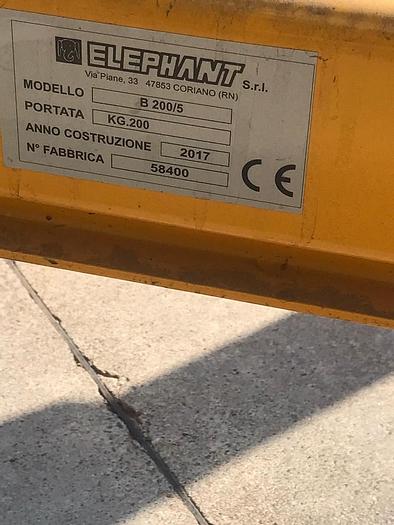 ELEPHANT S.r.l.
Via Piane, 33 47853 CORIANO (RN)
MODELLO B 200/5
PORTATA KG.200
ANNO COSTRUZIONE 2017
N° FABBRICA 58400
CE